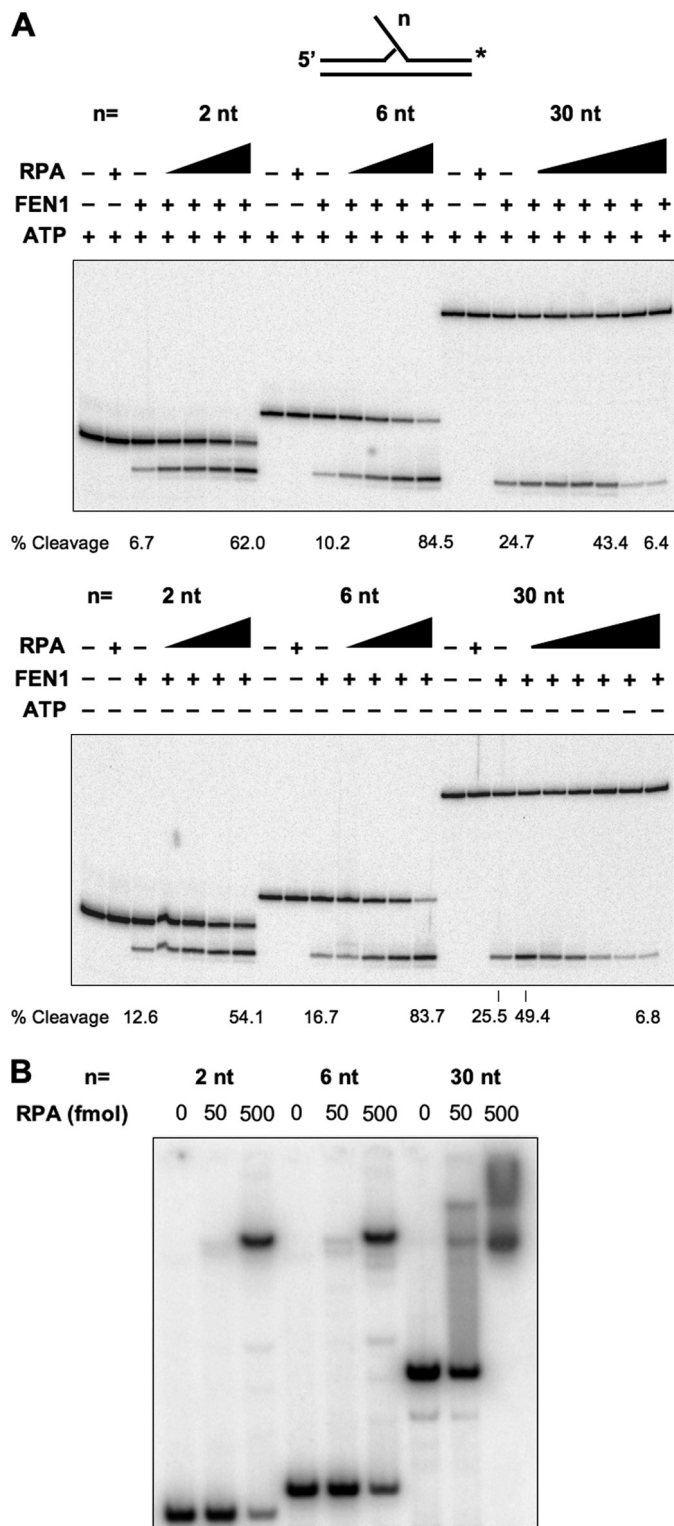 A
n
5’ *
n= 2 nt 6 nt 30 nt
RPA – + – – + – – + –
FEN1 – – + + + + + – – + + + + + – – + + + + + + +
ATP + + + + + + + + + + + + + + + + + + + + + + +
% Cleavage 6.7 62.0 10.2 84.5 24.7 43.4 6.4
n= 2 nt 6 nt 30 nt
RPA – + – – + – – + –
FEN1 – – + + + + + – – + + + + + – – + + + + + + +
ATP – – – – – – – – – – – – – – – – – – – – – – –
% Cleavage 12.6 54.1 16.7 83.7 25.5 49.4 6.8
B
n= 2 nt 6 nt 30 nt
RPA (fmol) 0 50 500 0 50 500 0 50 500